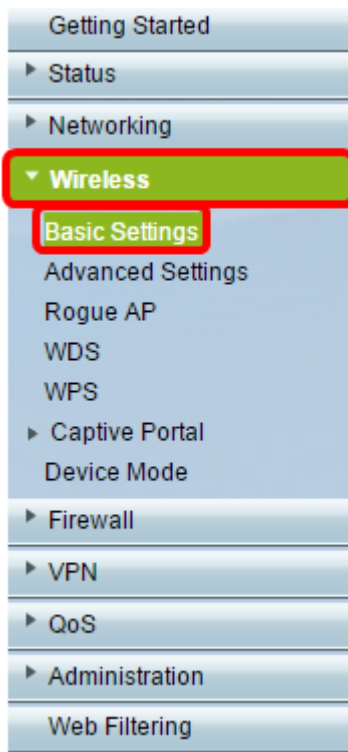 Getting Started
Status
Networking
Wireless
Basic Settings
Advanced Settings
Rogue AP
WDS
WPS
Captive Portal
Device Mode
Firewall
VPN
QoS
Administration
Web Filtering